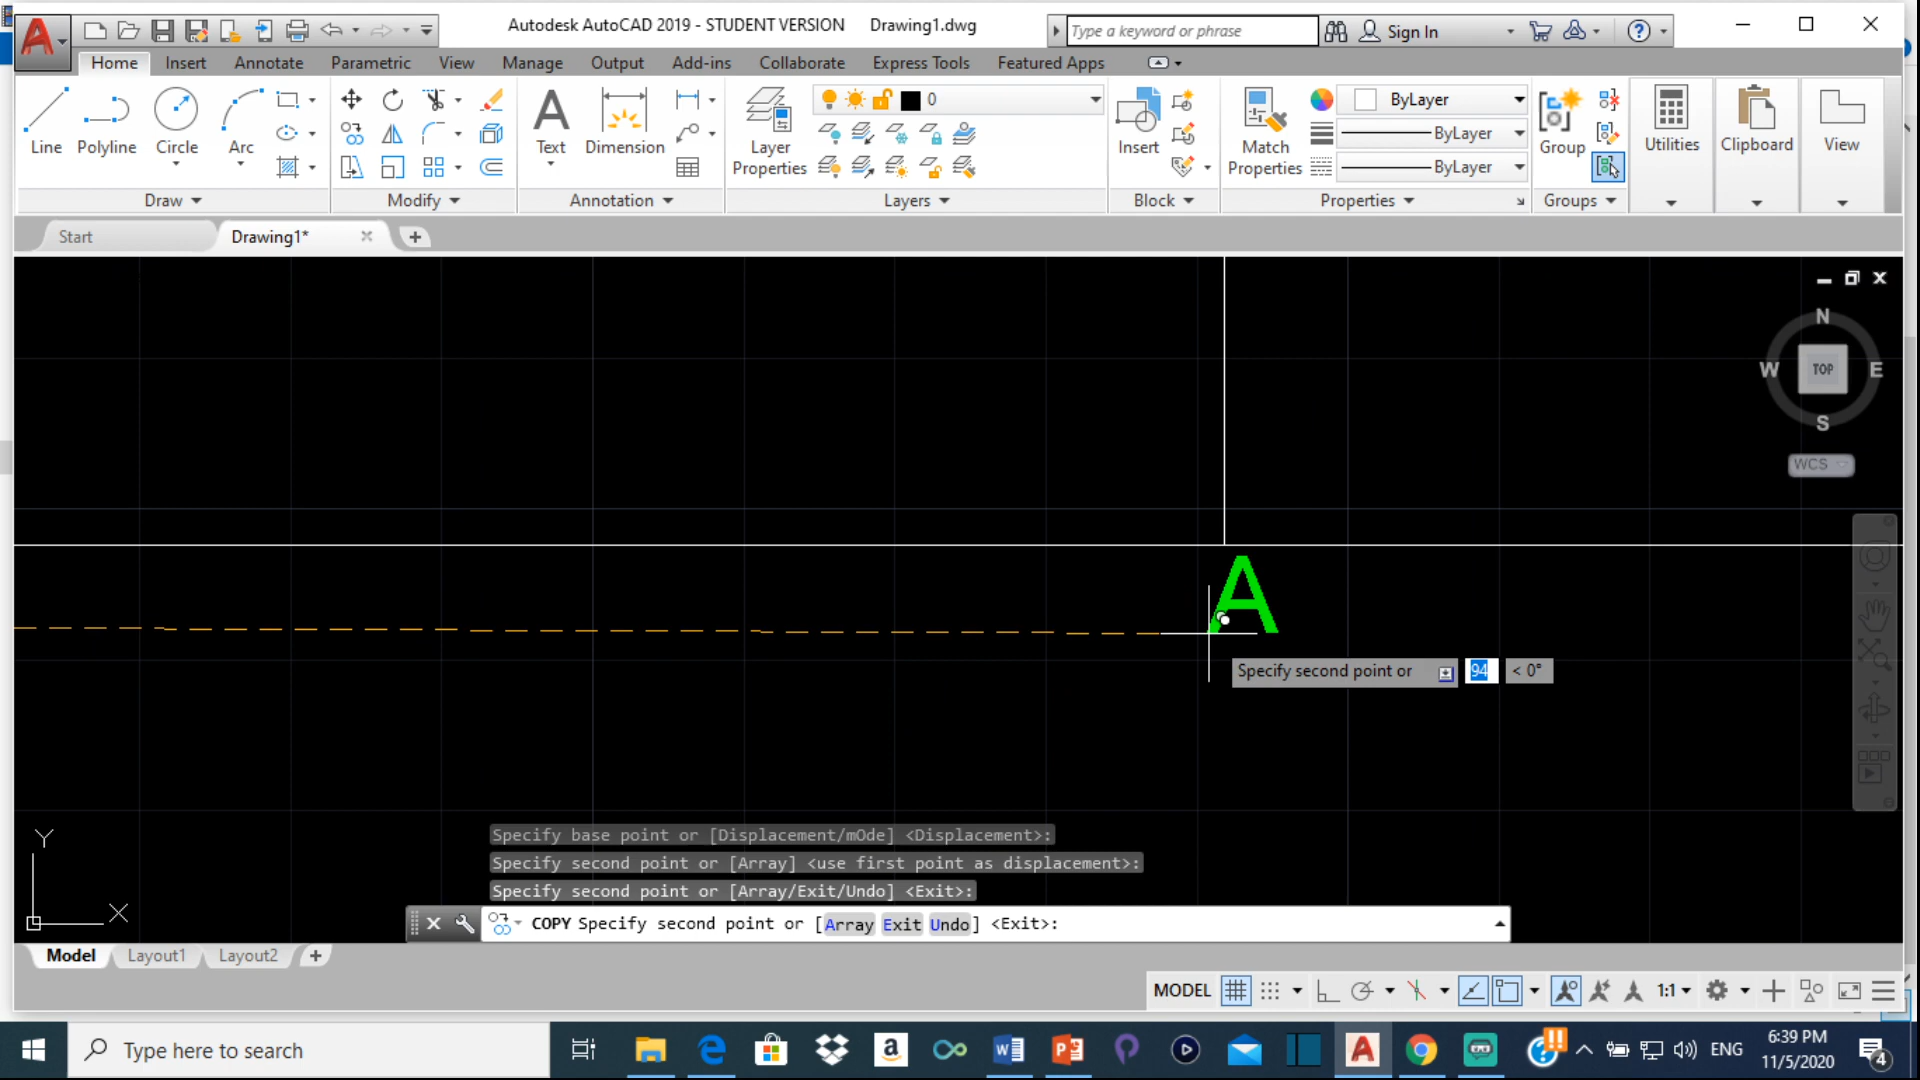 Autodesk AutoCAD 2019 - STUDENT VERSION Drawing1.dwg
Type a keyword or phrase
Sign In
Home Insert Annotate Parametric View Manage Output Add-ins Collaborate Express Tools Featured Apps
Line Polyline Circle Arc
Text Dimension
Layer Properties
0
Insert
Match Properties
ByLayer
ByLayer
ByLayer
Group
Utilities
Clipboard
View
Draw Modify Annotation Layers Block Properties Groups
Start Drawing1*
N
W TOP E
S
WCS
A
Specify second point or 94 < 0°
Y
X
Specify base point or [Displacement/mOde] <Displacement>:
Specify second point or [Array] <use first point as displacement>:
Specify second point or [Array/Exit/Undo] <Exit>:
COPY Specify second point or [Array Exit Undo] <Exit>:
Model Layout1 Layout2
MODEL 1:1
Type here to search
ENG
6:39 PM
11/5/2020
4